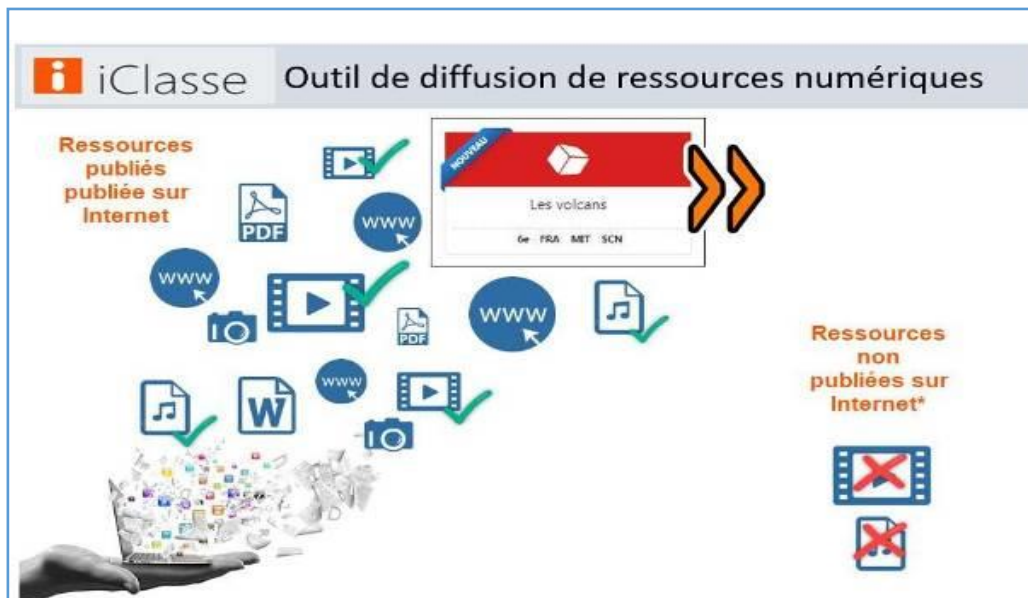 i iClasse Outil de diffusion de ressources numériques
Ressources
publiés
publiée sur
Internet
NOUVEAU
Les volcans
6e FRA MIT SCN
PDF
www
www
www
PDF
www
W
Ressources
non
publiées sur
Internet*